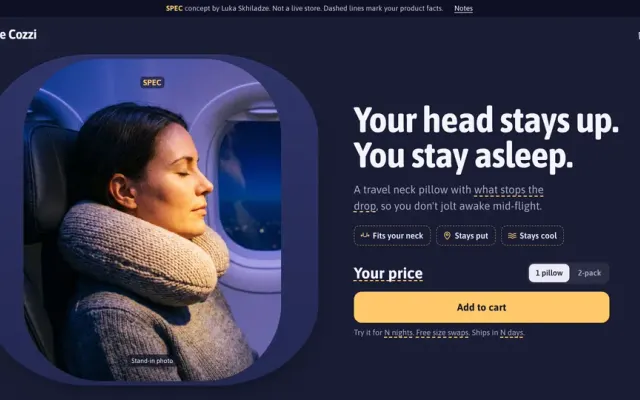 SPEC concept by Luka Skhiladze. Not a live store. Dashed lines mark your product facts. Notes
e Cozzi
SPEC
Stand-in photo
Your head stays up.
You stay asleep.
A travel neck pillow with what stops the
drop, so you don't jolt awake mid-flight.
Fits your neck
Stays put
Stays cool
Your price
1 pillow
2-pack
Add to cart
Try it for N nights. Free size swaps. Ships in N days.